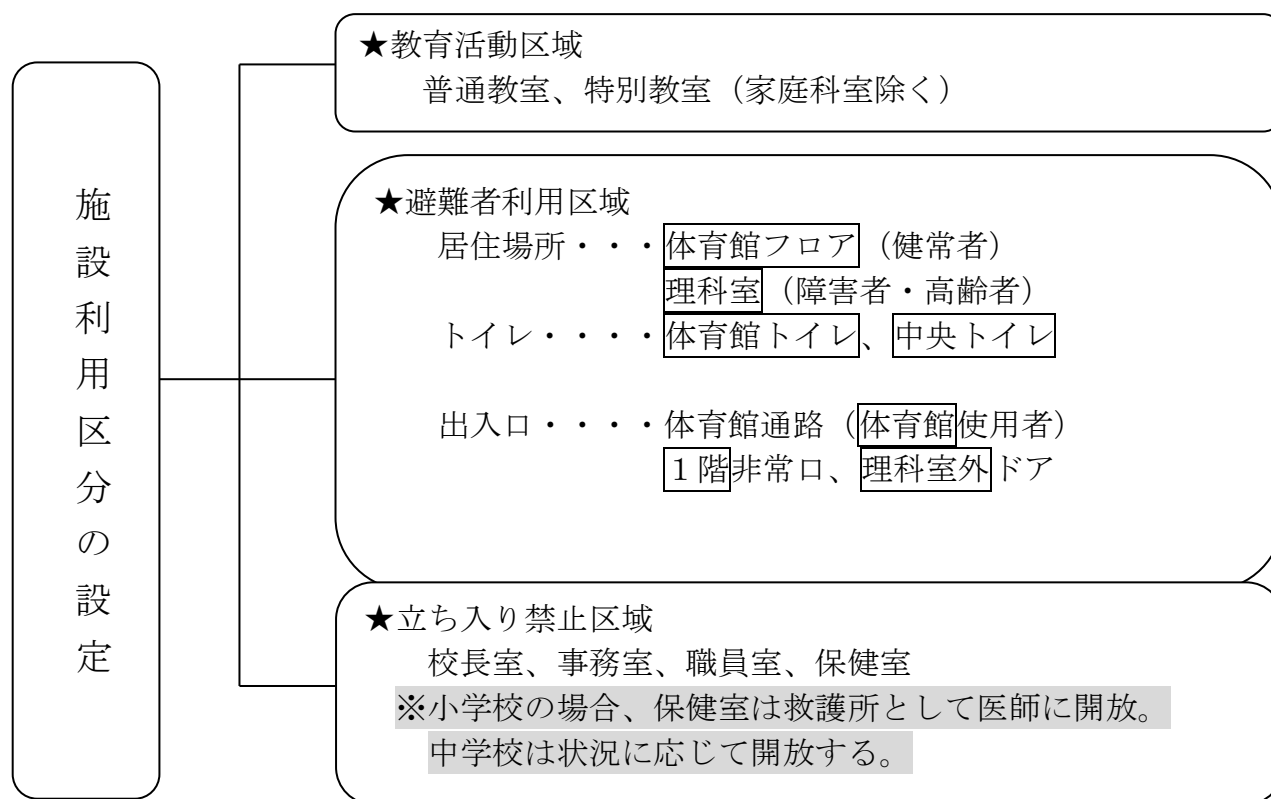 施設利用区分の設定
★教育活動区域
普通教室、特別教室（家庭科室除く）
★避難者利用区域
居住場所・・・体育館フロア（健常者）
理科室（障害者・高齢者）
トイレ・・・・体育館トイレ、中央トイレ
出入口・・・・体育館通路（体育館使用者）
１階非常口、理科室外ドア
★立ち入り禁止区域
校長室、事務室、職員室、保健室
※小学校の場合、保健室は救護所として医師に開放。
中学校は状況に応じて開放する。